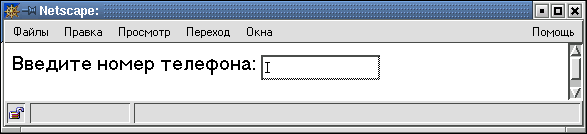 Netscape:
Файлы Правка Просмотр Переход Окна Помощь
Введите номер телефона: